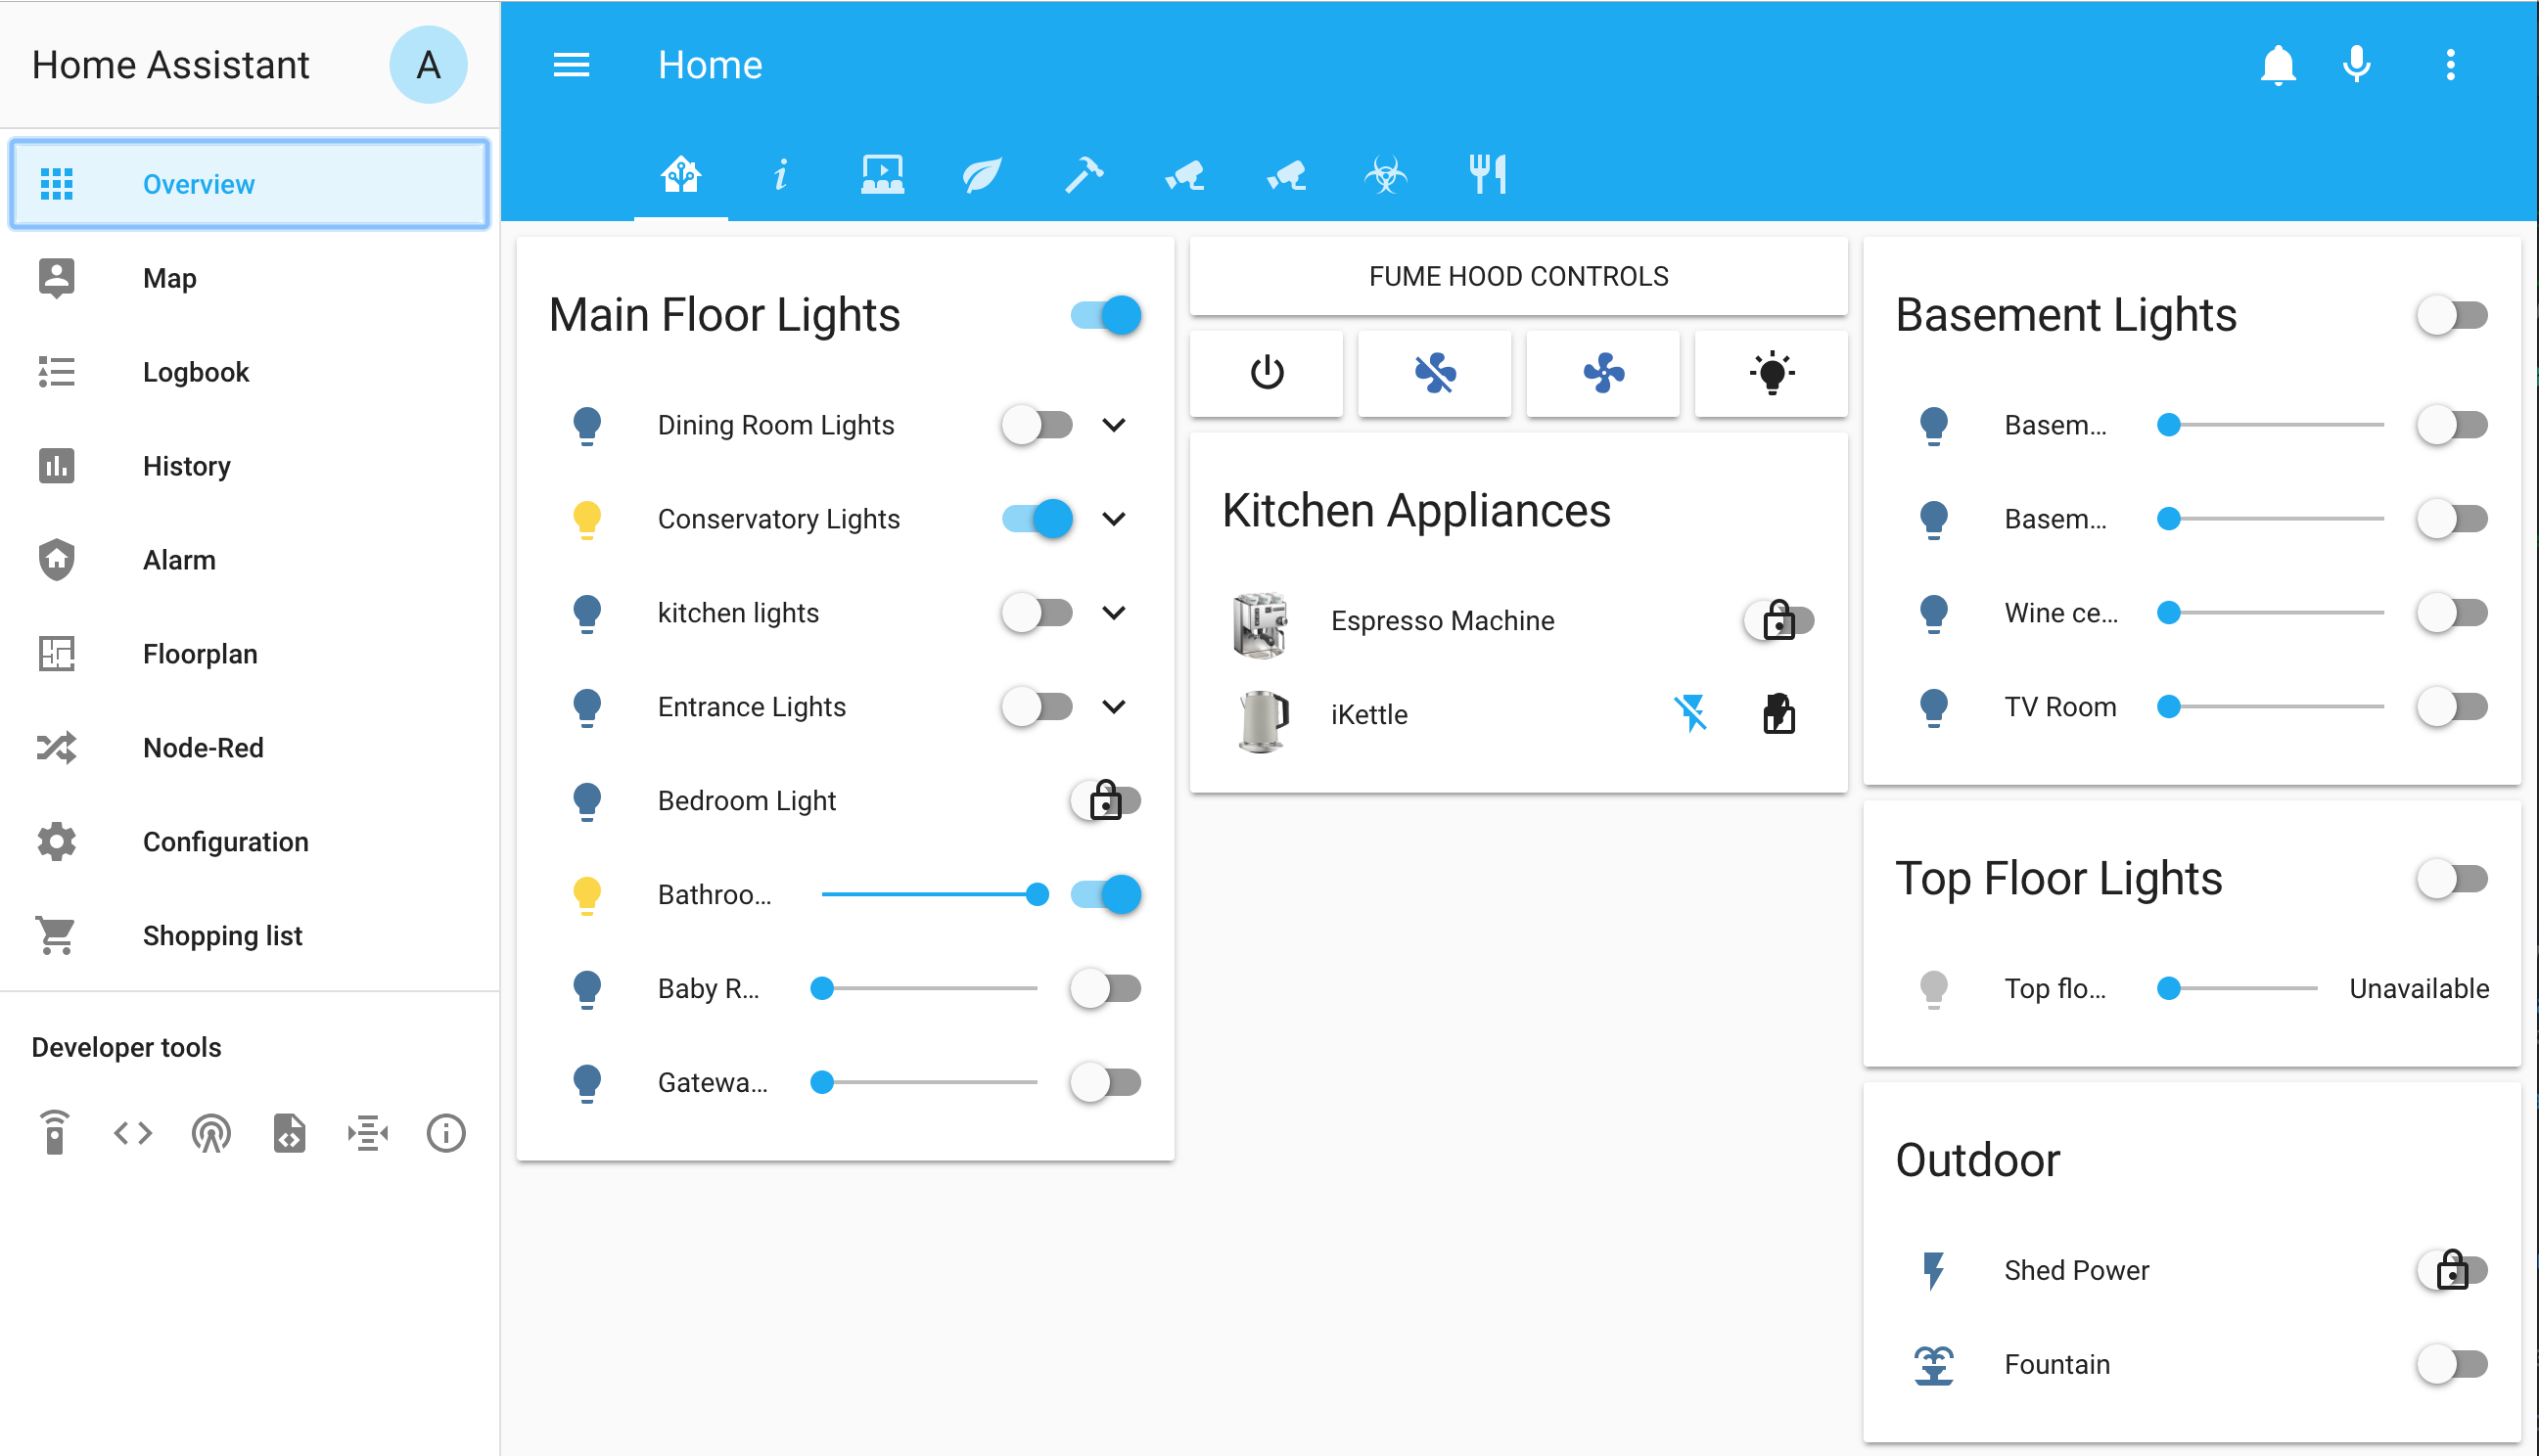 Home Assistant
A
Overview
Map
Logbook
History
Alarm
Floorplan
Node-Red
Configuration
Shopping list
Developer tools
Home
i
Main Floor Lights
Dining Room Lights
Conservatory Lights
kitchen lights
Entrance Lights
Bedroom Light
Bathroo...
Baby R...
Gatewa...
FUME HOOD CONTROLS
Kitchen Appliances
Espresso Machine
iKettle
Basement Lights
Basem...
Basem...
Wine ce...
TV Room
Top Floor Lights
Top flo...
Unavailable
Outdoor
Shed Power
Fountain